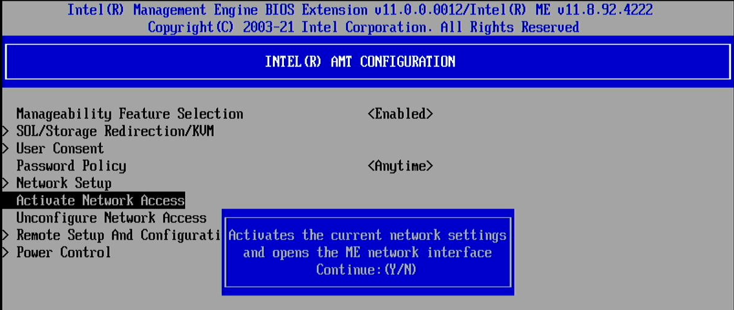 Intel(R) Management Engine BIOS Extension v11.0.0.0012/Intel(R) ME v11.8.92.4222
Copyright(C) 2003-21 Intel Corporation. All Rights Reserved
INTEL(R) AMT CONFIGURATION
Manageability Feature Selection <Enabled>
> SOL/Storage Redirection/KVM
> User Consent
Password Policy <Anytime>
> Network Setup
Activate Network Access
Unconfigure Network Access
> Remote Setup And Configurati
> Power Control
Activates the current network settings
and opens the ME network interface
Continue:(Y/N)